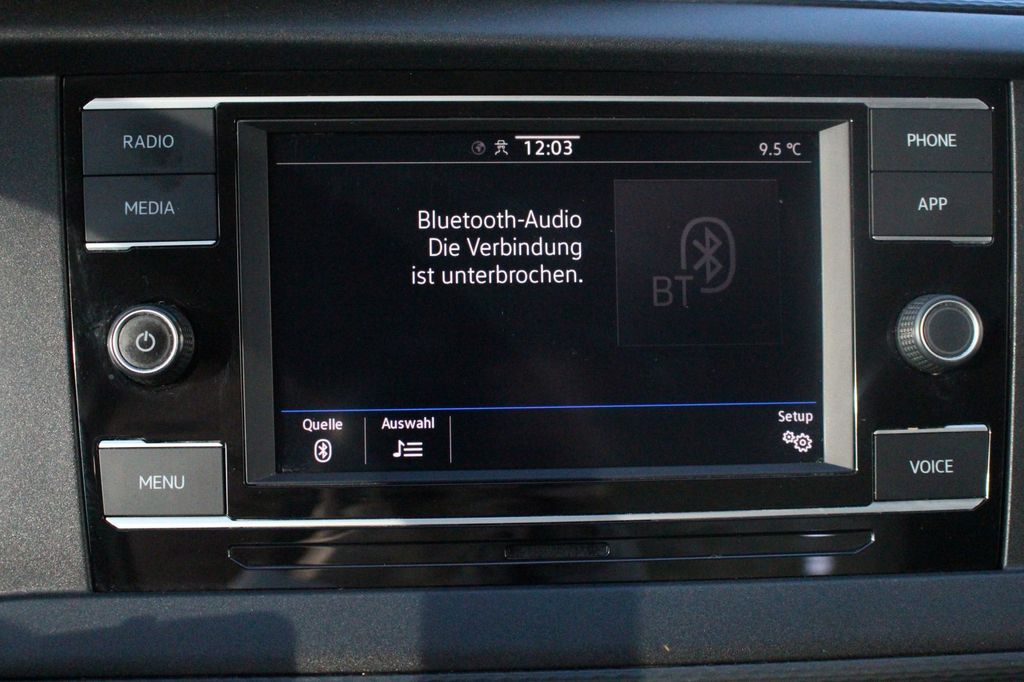 RADIO
MEDIA
MENU
12:03
9.5 °C
Bluetooth-Audio
Die Verbindung
ist unterbrochen.
BT
Quelle
Auswahl
Setup
PHONE
APP
VOICE